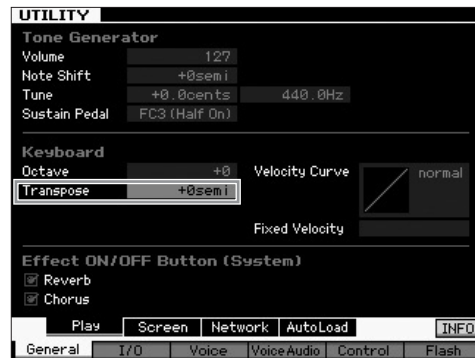 UTILITY
Tone Generator
Volume 127
Note Shift +0semi
Tune +0.0cents 440.0Hz
Sustain Pedal FC3(Half On)
Keyboard
Octave +0 Velocity Curve normal
Transpose +0semi
Fixed Velocity
Effect ON/OFF Button (System)
Reverb
Chorus
Play Screen Network AutoLoad INFO
General I/O Voice VoiceAudio Control Flash